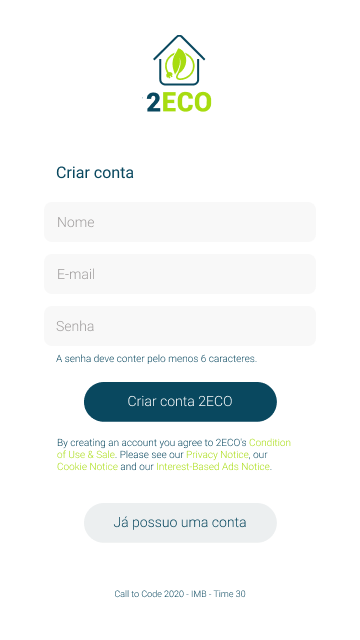 2ECO
Criar conta
Nome
E-mail
Senha
A senha deve conter pelo menos 6 caracteres.
Criar conta 2ECO
By creating an account you agree to 2ECO's Condition
of Use & Sale. Please see our Privacy Notice, our
Cookie Notice and our Interest-Based Ads Notice.
Já possuo uma conta
Call to Code 2020 - IMB - Time 30